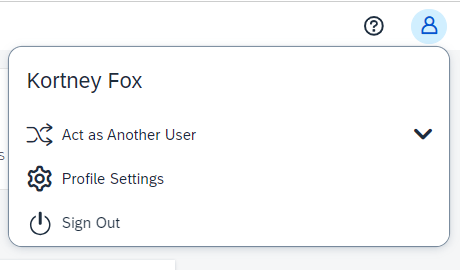 Kortney Fox
Act as Another User
s
Profile Settings
Sign Out